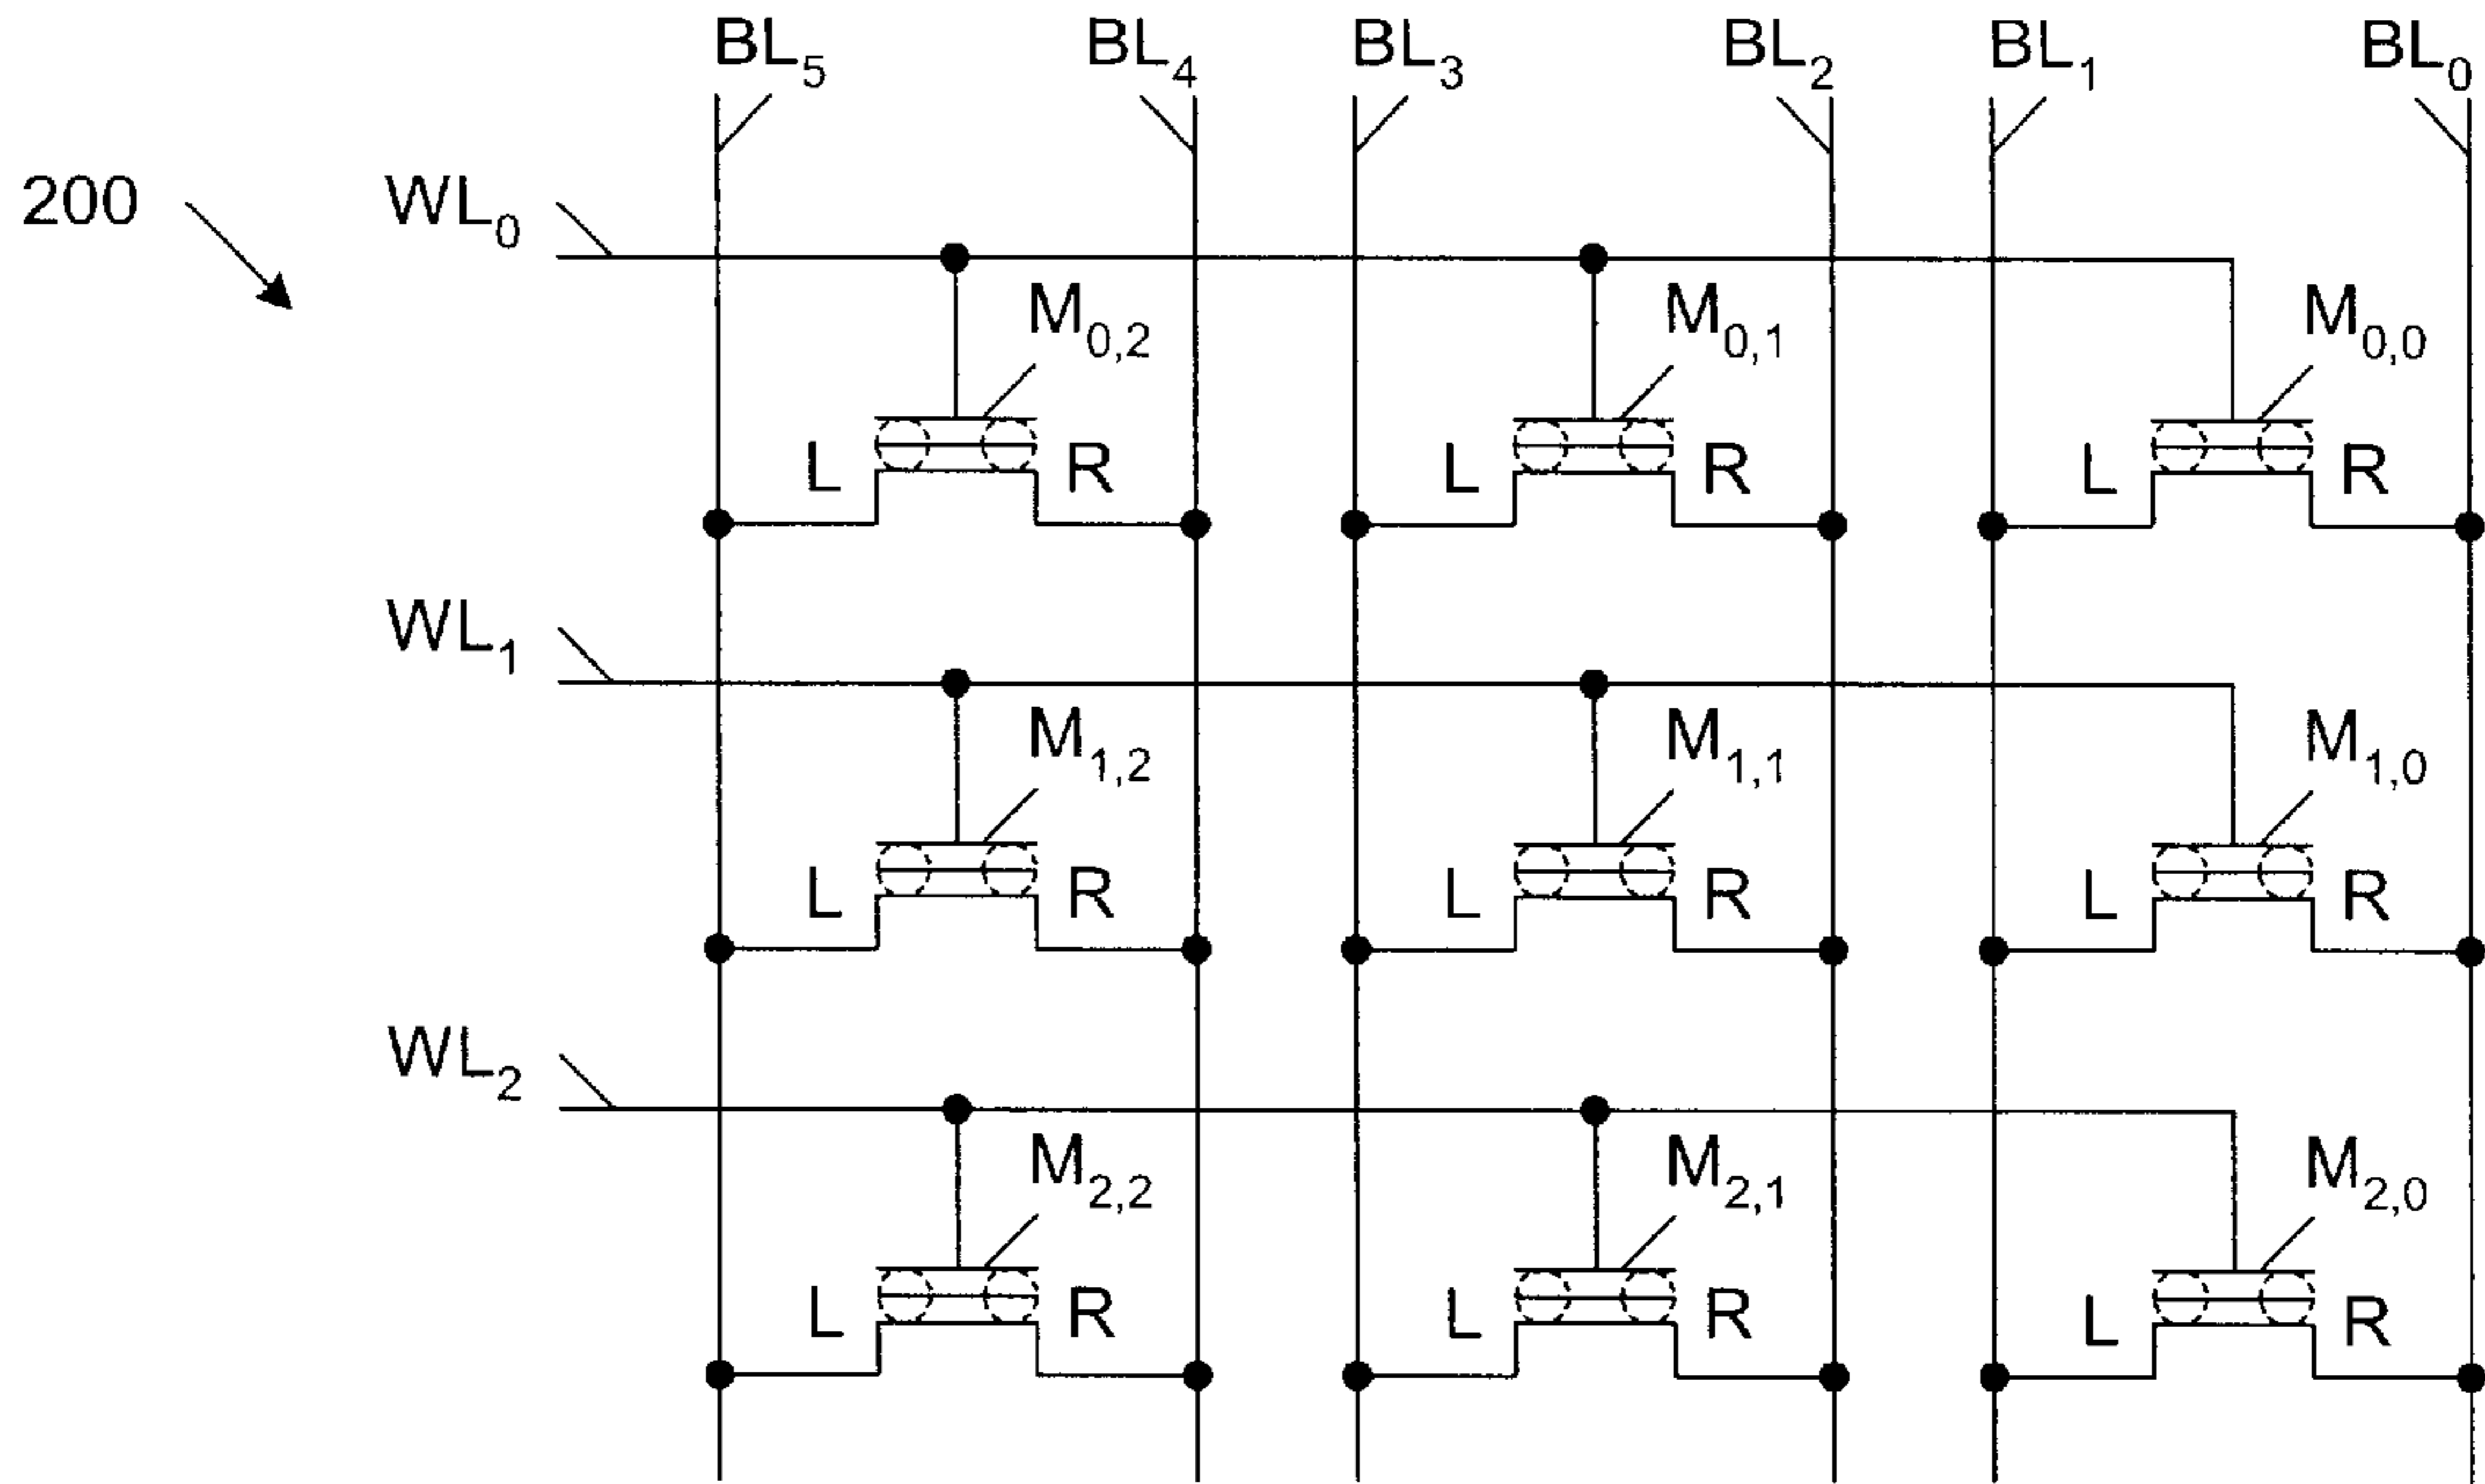 BL5 BL4 BL3 BL2 BL1 BL0
200 WL0
M0,2 M0,1 M0,0
L R L R L R
WL1
M1,2 M1,1 M1,0
L R L R L R
WL2
M2,2 M2,1 M2,0
L R L R L R